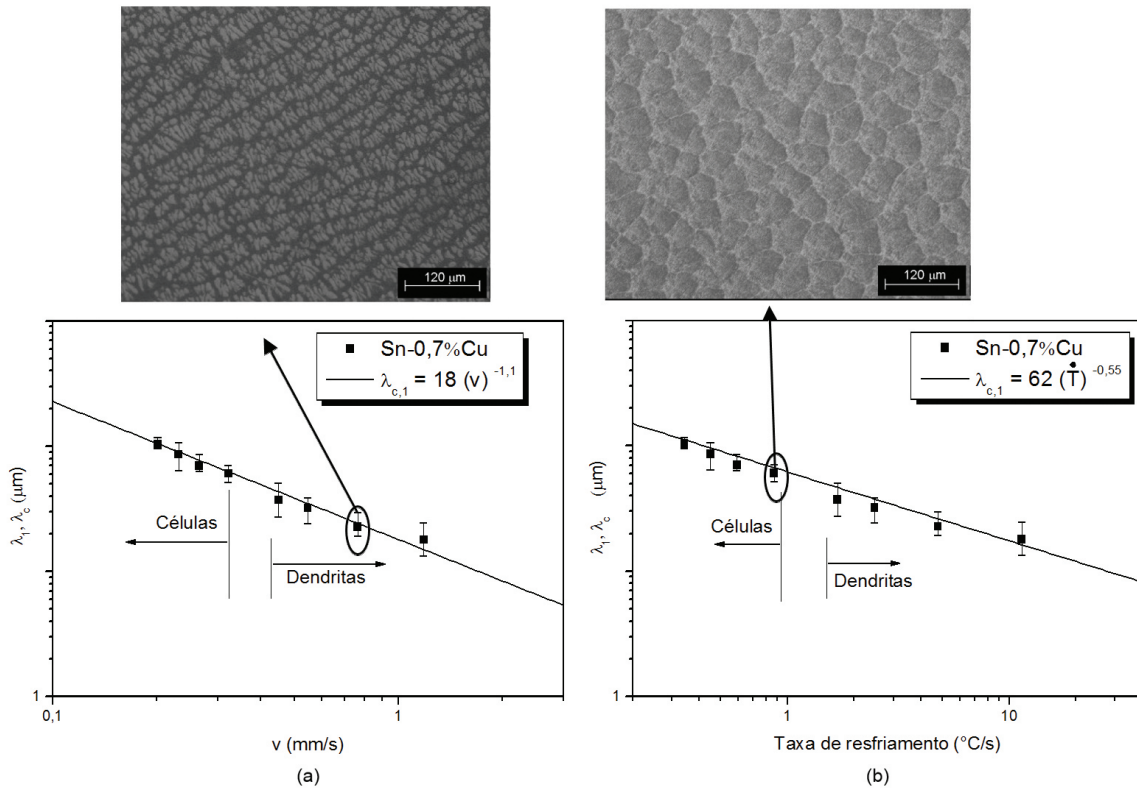 120 μm
120 μm
Sn-0,7%Cu
λc,1 = 18 (v) -1,1
λ1, λc (μm)
Células
Dendritas
1
0,1
1
v (mm/s)
(a)
Sn-0,7%Cu
λc,1 = 62 (Ṫ) -0,55
λ1, λc (μm)
Células
Dendritas
1
1
10
Taxa de resfriamento (°C/s)
(b)